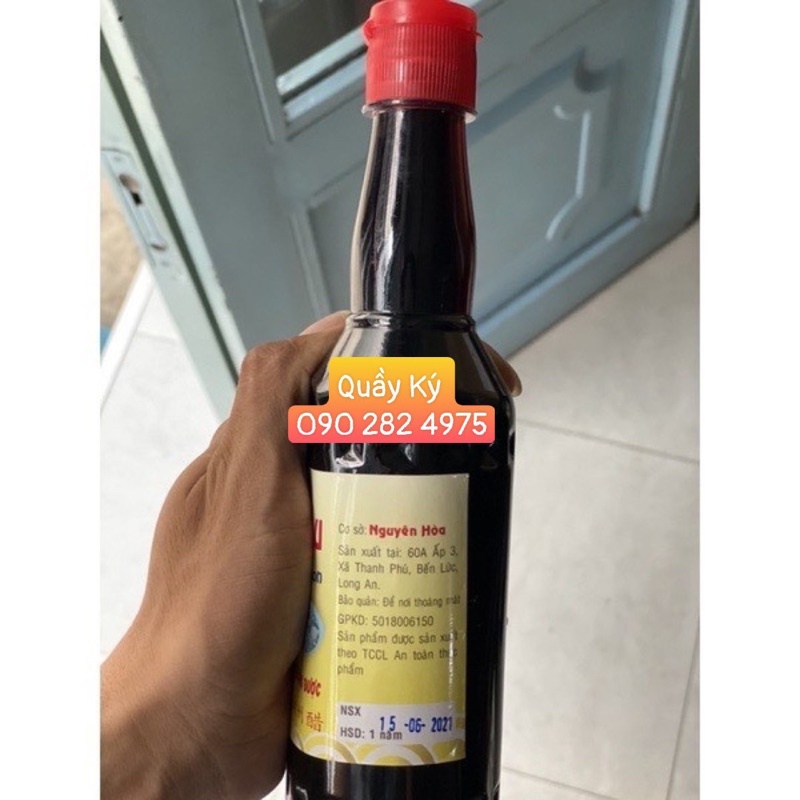 Quầy Ký
090 282 4975
Cơ sở: Nguyên Hòa
Sản xuất tại: 60A Ấp 3,
Xã Thanh Phú, Bến Lức,
Long An.
Bảo quản: Để nơi thoáng mát
GPKD: 5018006150
Sản phẩm được sản xuất
theo TCCL An toàn thực
phẩm
NSX
15 -06- 2021
HSD: 1 năm
醋